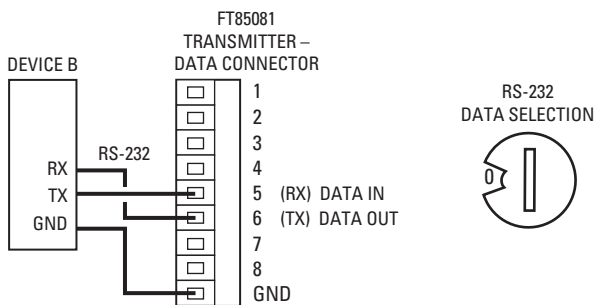 FT85081
TRANSMITTER –
DATA CONNECTOR
DEVICE B
RS-232
RX
TX
GND
1
2
3
4
5 (RX) DATA IN
6 (TX) DATA OUT
7
8
GND
RS-232
DATA SELECTION
0